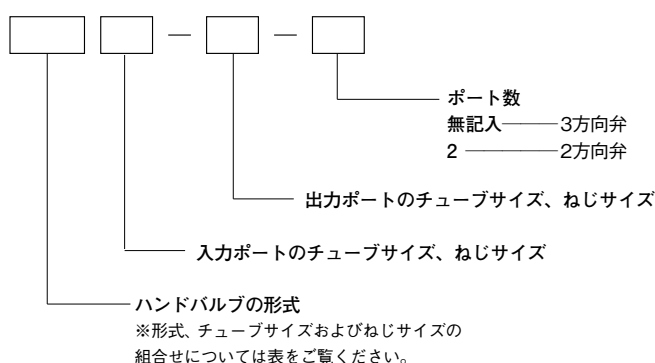 ポート数
無記入―――3方向弁
2 ――――2方向弁
出力ポートのチューブサイズ、ねじサイズ
入力ポートのチューブサイズ、ねじサイズ
ハンドバルブの形式
※形式、チューブサイズおよびねじサイズの
組合せについては表をご覧ください。